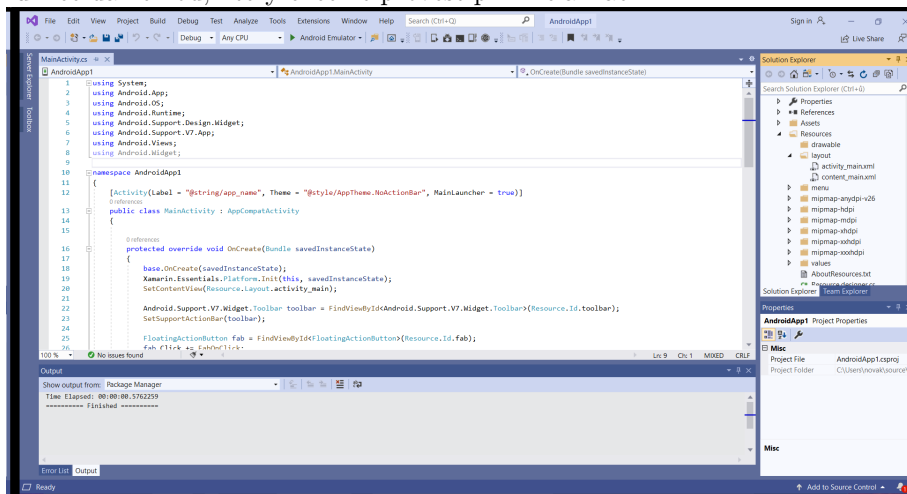 File Edit View Project Build Debug Test Analyze Tools Extensions Window Help Search (Ctrl+Q) AndroidApp1 Sign in
Debug Any CPU Android Emulator Live Share
Server Explorer
Toolbox
MainActivity.cs
AndroidApp1 AndroidApp1.MainActivity OnCreate(Bundle savedInstanceState)
1 using System;
2 using Android.App;
3 using Android.OS;
4 using Android.Runtime;
5 using Android.Support.Design.Widget;
6 using Android.Support.V7.App;
7 using Android.Views;
8 using Android.Widget;
9
10 namespace AndroidApp1
11 {
12 [Activity(Label = "@string/app_name", Theme = "@style/AppTheme.NoActionBar", MainLauncher = true)]
0 references
13 public class MainActivity : AppCompatActivity
14 {
15
0 references
16 protected override void OnCreate(Bundle savedInstanceState)
17 {
18 base.OnCreate(savedInstanceState);
19 Xamarin.Essentials.Platform.Init(this, savedInstanceState);
20 SetContentView(Resource.Layout.activity_main);
21
22 Android.Support.V7.Widget.Toolbar toolbar = FindViewById<Android.Support.V7.Widget.Toolbar>(Resource.Id.toolbar);
23 SetSupportActionBar(toolbar);
24
25 FloatingActionButton fab = FindViewById<FloatingActionButton>(Resource.Id.fab);
26 fab.Click += FabOnClick;
100 % No issues found Ln: 9 Ch: 1 MIXED CRLF
Output
Show output from: Package Manager
Time Elapsed: 00:00:00.5762259
========== Finished ==========
Error List Output
Solution Explorer
Search Solution Explorer (Ctrl+ů)
Properties
References
Assets
Resources
drawable
layout
activity_main.xml
content_main.xml
menu
mipmap-anydpi-v26
mipmap-hdpi
mipmap-mdpi
mipmap-xhdpi
mipmap-xxhdpi
mipmap-xxxhdpi
values
AboutResources.txt
Resource.designer.cs
Solution Explorer Team Explorer
Properties
AndroidApp1 Project Properties
Misc
Project File AndroidApp1.csproj
Project Folder C:\Users\novak\source\
Misc
Ready Add to Source Control